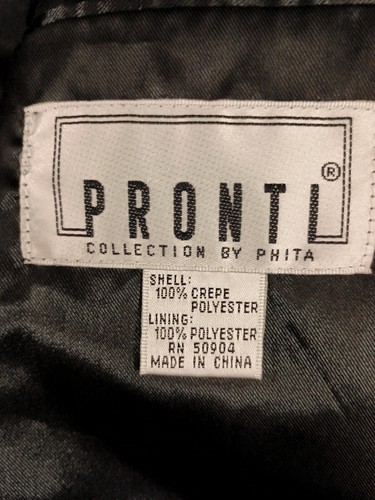 PRONTI®
COLLECTION BY PHITA
SHELL:
100% CREPE
POLYESTER
LINING:
100% POLYESTER
RN 50904
MADE IN CHINA